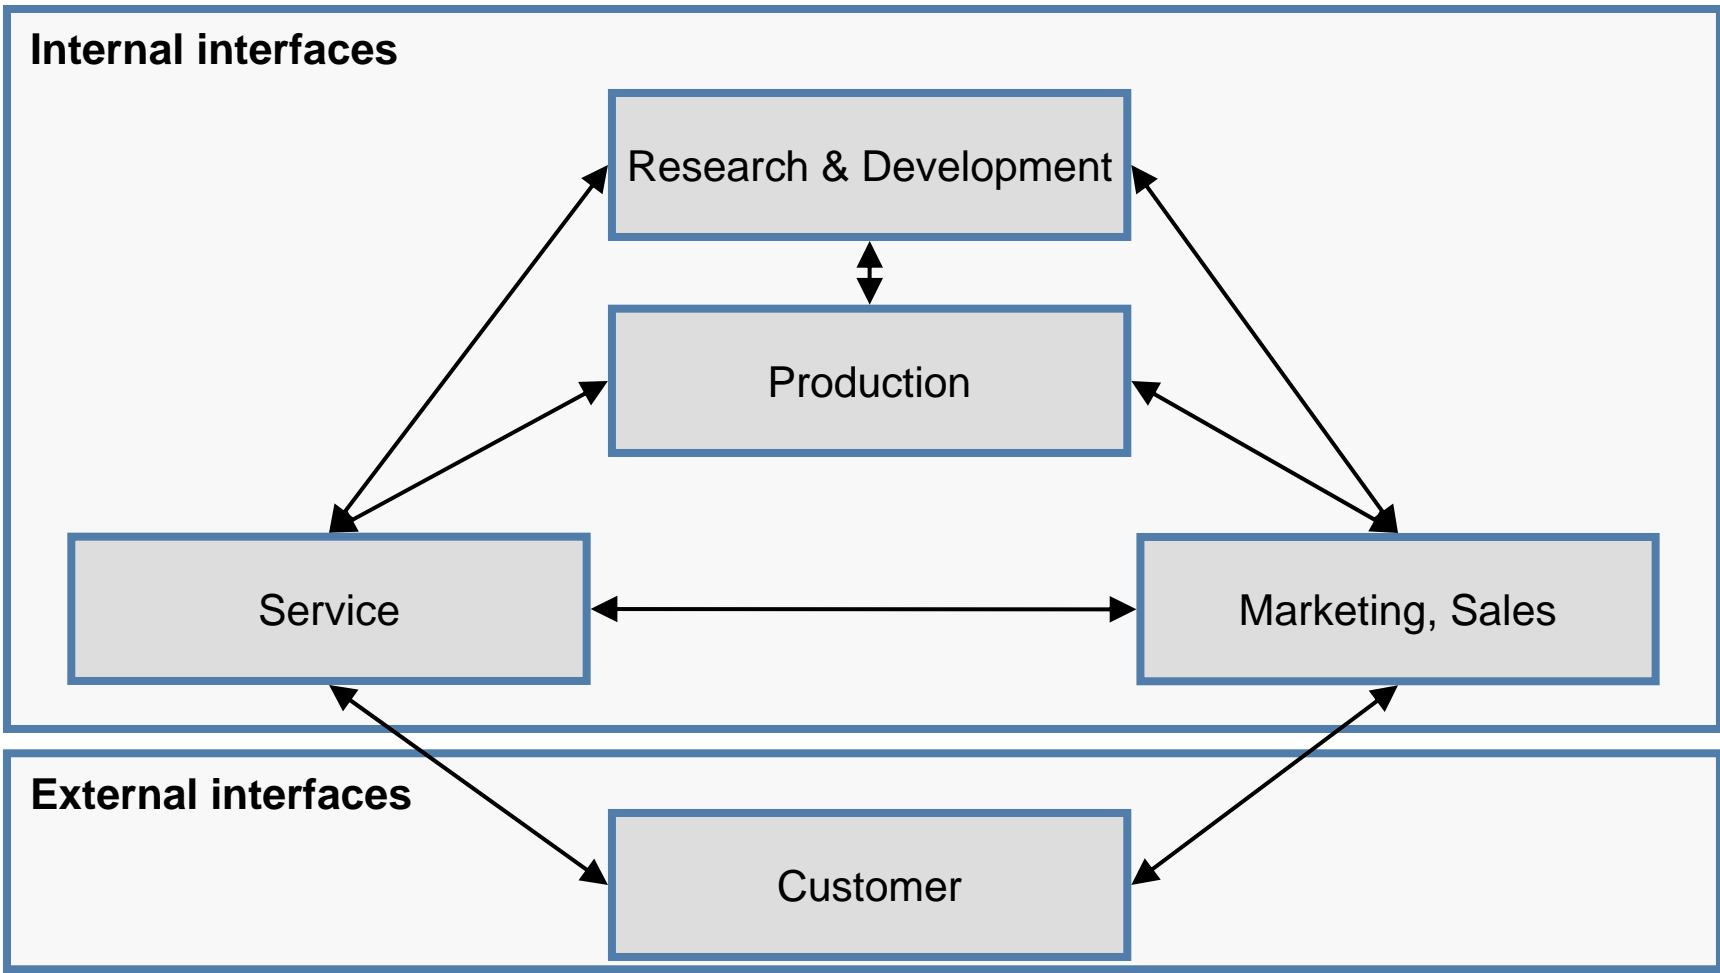 Internal interfaces
Research & Development
Production
Service
Marketing, Sales
External interfaces
Customer